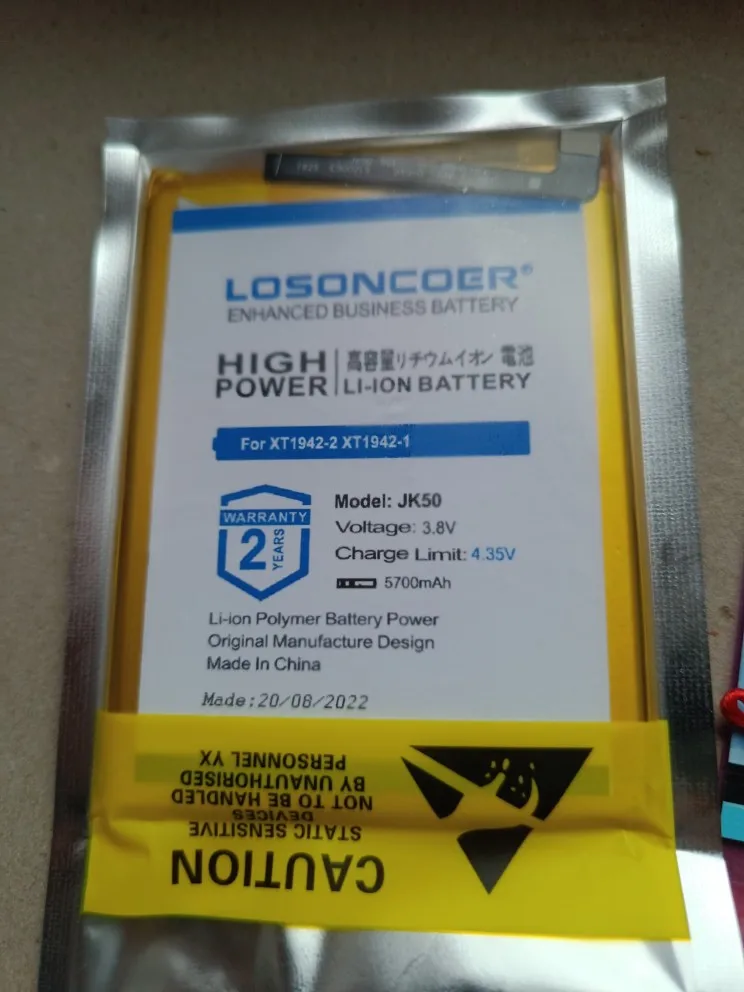 LOSONCOER®
ENHANCED BUSINESS BATTERY
HIGH POWER
高容量リチウムイオン 電池
LI-ION BATTERY
For XT1942-2 XT1942-1
WARRANTY
2 YEARS
Model: JK50
Voltage: 3.8V
Charge Limit: 4.35V
5700mAh
Li-ion Polymer Battery Power
Original Manufacture Design
Made In China
Made:20/08/2022
CAUTION
STATIC SENSITIVE
DEVICES
NOT TO BE HANDLED
BY UNAUTHORISED
PERSONNEL YX